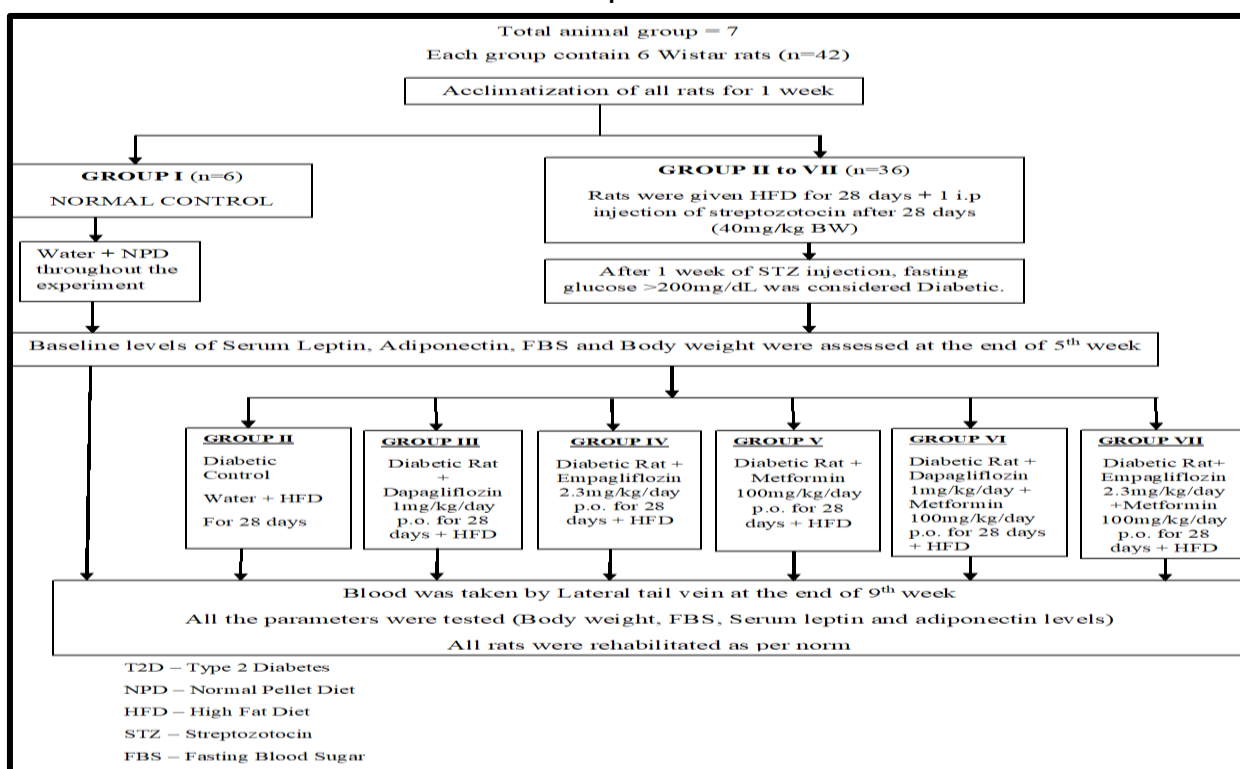 Total animal group = 7
Each group contain 6 Wistar rats (n=42)
Acclimatization of all rats for 1 week
GROUP I (n=6)
NORMAL CONTROL
GROUP II to VII (n=36)
Rats were given HFD for 28 days + 1 i.p
injection of streptozotocin after 28 days
(40mg/kg BW)
Water + NPD
throughout the
experiment
After 1 week of STZ injection, fasting
glucose >200mg/dL was considered Diabetic.
Baseline levels of Serum Leptin, Adiponectin, FBS and Body weight were assessed at the end of 5th week
GROUP II
Diabetic
Control
Water + HFD
For 28 days
GROUP III
Diabetic Rat
+
Dapagliflozin
1mg/kg/day
p.o. for 28
days + HFD
GROUP IV
Diabetic Rat +
Empagliflozin
2.3mg/kg/day
p.o. for 28
days + HFD
GROUP V
Diabetic Rat +
Metformin
100mg/kg/day
p.o. for 28
days + HFD
GROUP VI
Diabetic Rat +
Dapagliflozin
1mg/kg/day +
Metformin
100mg/kg/day
p.o. for 28 days
+ HFD
GROUP VII
Diabetic Rat+
Empagliflozin
2.3mg/kg/day
+Metformin
100mg/kg/day
p.o. for 28
days + HFD
Blood was taken by Lateral tail vein at the end of 9th week
All the parameters were tested (Body weight, FBS, Serum leptin and adiponectin levels)
All rats were rehabilitated as per norm
T2D – Type 2 Diabetes
NPD – Normal Pellet Diet
HFD – High Fat Diet
STZ – Streptozotocin
FBS – Fasting Blood Sugar